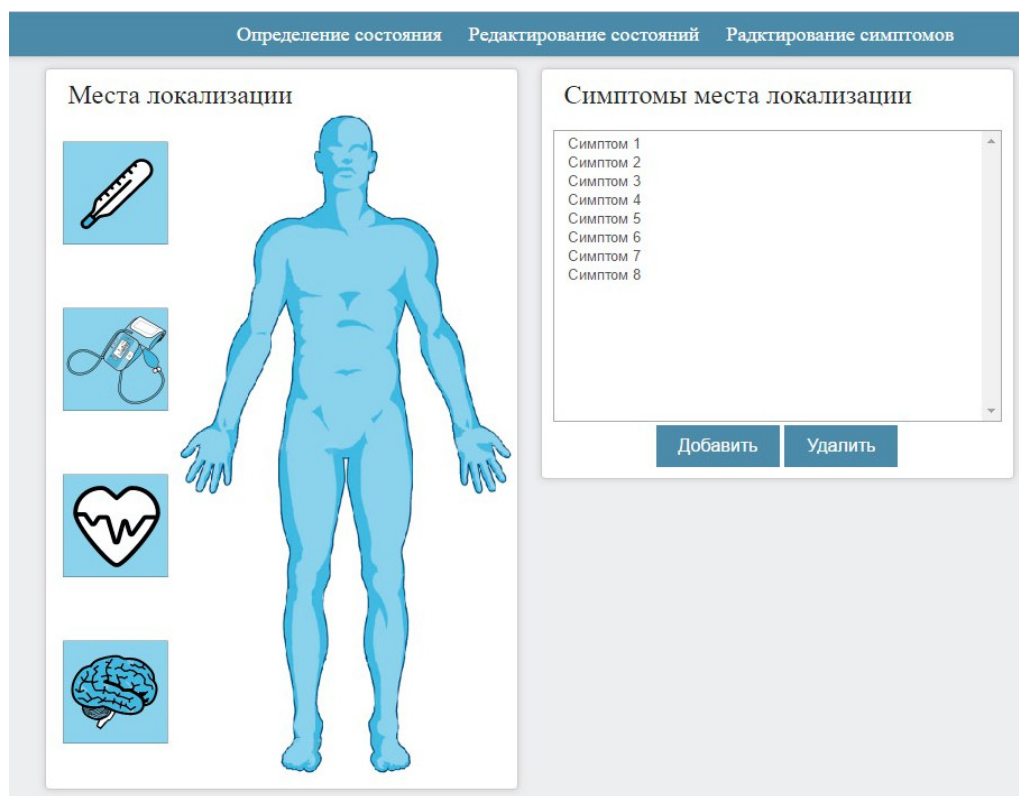 Определение состояния Редактирование состояний Радктирование симптомов
Места локализации
Симптомы места локализации
Симптом 1
Симптом 2
Симптом 3
Симптом 4
Симптом 5
Симптом 6
Симптом 7
Симптом 8
Добавить Удалить